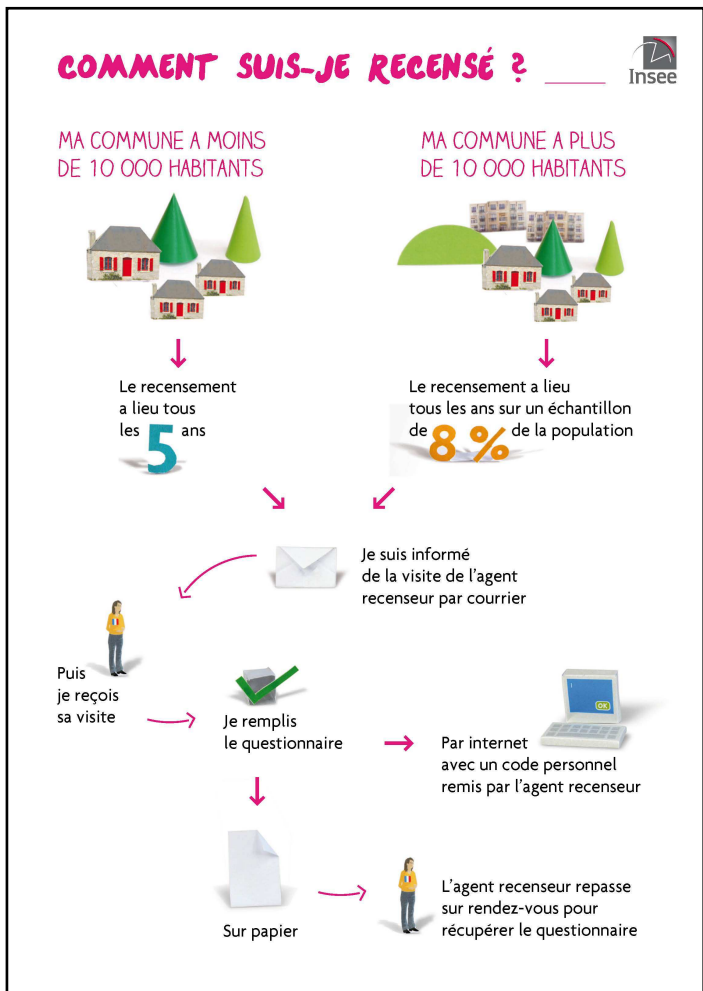 COMMENT SUIS-JE RECENSÉ ?
Insee
MA COMMUNE A MOINS
DE 10 000 HABITANTS
MA COMMUNE A PLUS
DE 10 000 HABITANTS
Le recensement
a lieu tous
les 5 ans
Le recensement a lieu
tous les ans sur un échantillon
de 8 % de la population
Je suis informé
de la visite de l'agent
recenseur par courrier
Puis
je reçois
sa visite
Je remplis
le questionnaire
OK
Par internet
avec un code personnel
remis par l'agent recenseur
Sur papier
L'agent recenseur repasse
sur rendez-vous pour
récupérer le questionnaire